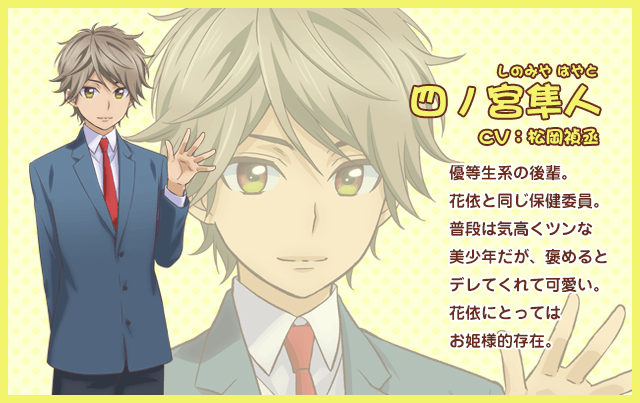 しのみや はやと
四ノ宮隼人
CV：松岡禎丞
優等生系の後輩。
花依と同じ保健委員。
普段は気高くツンな
美少年だが、褒めると
デレてくれて可愛い。
花依にとっては
お姫様的存在。